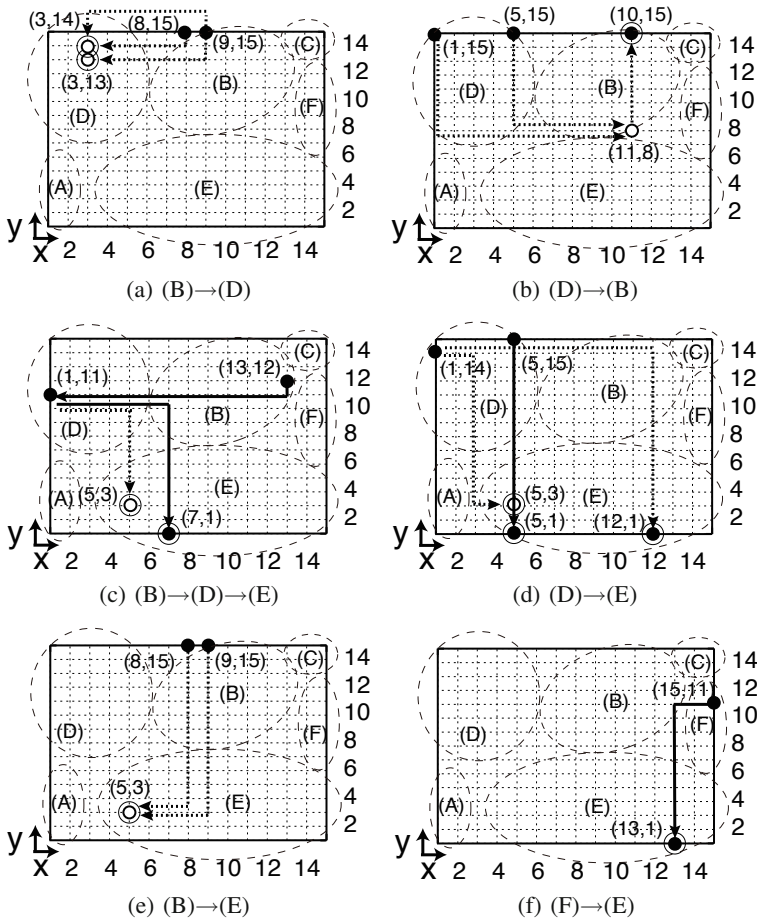 (3,14) (8,15) (9,15) (C) 14
12
(3,13) (B) 10
(D) (F) 8
6
(A) (E) 4
2
y
x 2 4 6 8 10 12 14
(a) (B)→(D)
(5,15) (10,15)
(1,15) (C) 14
12
(D) (B) (F) 10
8
(11,8) 6
(A) (E) 4
2
y
x 2 4 6 8 10 12 14
(b) (D)→(B)
(C) 14
(1,11) (13,12) 12
(B) (F) 10
(D) 8
6
(A) (5,3) (E) 4
(7,1) 2
y
x 2 4 6 8 10 12 14
(c) (B)→(D)→(E)
(C) 14
(1,14) (5,15) 12
(D) (B) (F) 10
8
6
(A) (5,3) (E) 4
(5,1) (12,1) 2
y
x 2 4 6 8 10 12 14
(d) (D)→(E)
(8,15) (9,15) (C) 14
12
(B) 10
(D) (F) 8
6
(5,3)
(A) (E) 4
2
y
x 2 4 6 8 10 12 14
(e) (B)→(E)
(C) 14
(15,11) 12
(B) (F) 10
(D) 8
6
(A) (E) 4
(13,1) 2
y
x 2 4 6 8 10 12 14
(f) (F)→(E)